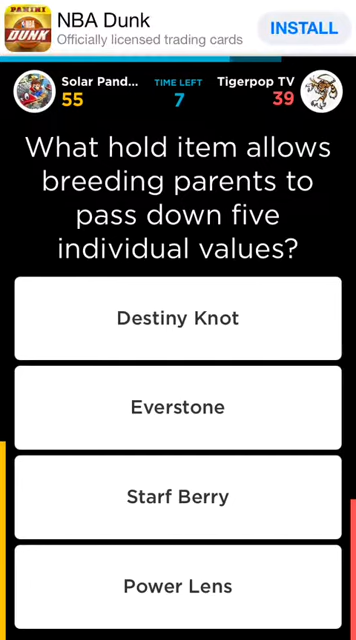 PANINI
NBA
DUNK
NBA Dunk
Officially licensed trading cards
INSTALL
Solar Pand...
55
TIME LEFT
7
Tigerpop TV
39
What hold item allows
breeding parents to
pass down five
individual values?
Destiny Knot
Everstone
Starf Berry
Power Lens